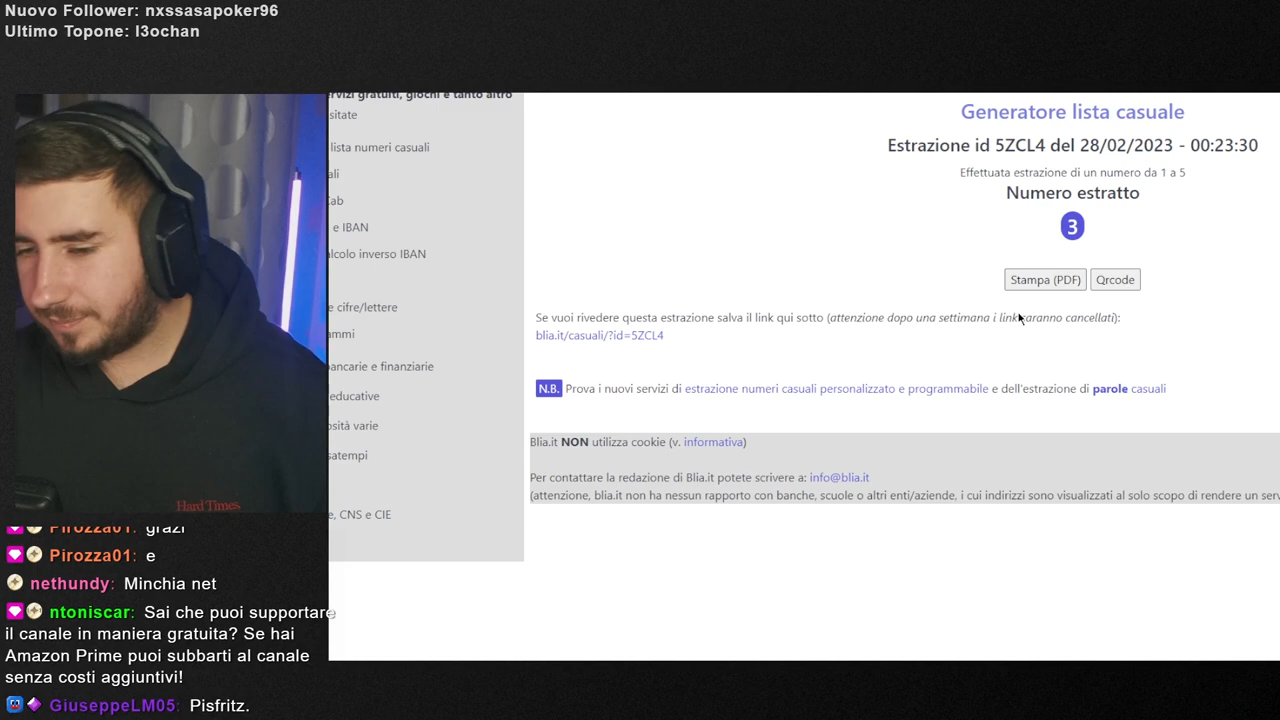 Nuovo Follower: nxssasapoker96
Ultimo Topone: l3ochan
rvizi gratuiti, giochi e tanto altro
sitate
lista numeri casuali
ali
ab
e IBAN
alcolo inverso IBAN
e cifre/lettere
ammi
ancarie e finanziarie
educative
osità varie
satempi
e, CNS e CIE
Generatore lista casuale
Estrazione id 5ZCL4 del 28/02/2023 - 00:23:30
Effettuata estrazione di un numero da 1 a 5
Numero estratto
3
Stampa (PDF) Qrcode
Se vuoi rivedere questa estrazione salva il link qui sotto (attenzione dopo una settimana i link saranno cancellati):
blia.it/casuali/?id=5ZCL4
N.B. Prova i nuovi servizi di estrazione numeri casuali personalizzato e programmabile e dell'estrazione di parole casuali
Blia.it NON utilizza cookie (v. informativa)
Per contattare la redazione di Blia.it potete scrivere a: info@blia.it
(attenzione, blia.it non ha nessun rapporto con banche, scuole o altri enti/aziende, i cui indirizzi sono visualizzati al solo scopo di rendere un serv
Hard Times
Pirozza01: grazi
Pirozza01: e
nethundy: Minchia net
ntoniscar: Sai che puoi supportare
il canale in maniera gratuita? Se hai
Amazon Prime puoi subbarti al canale
senza costi aggiuntivi!
GiuseppeLM05: Pisfritz.